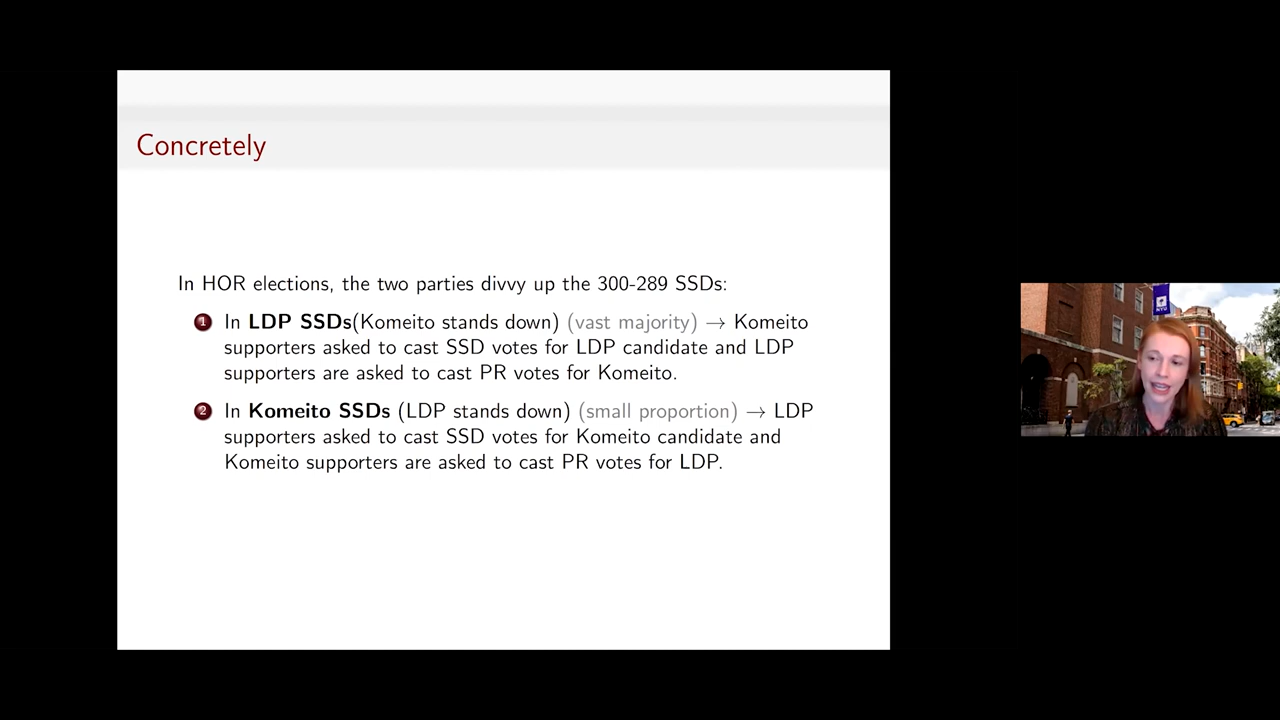 Concretely
In HOR elections, the two parties divvy up the 300-289 SSDs:
1 In LDP SSDs(Komeito stands down) (vast majority) → Komeito
supporters asked to cast SSD votes for LDP candidate and LDP
supporters are asked to cast PR votes for Komeito.
2 In Komeito SSDs (LDP stands down) (small proportion) → LDP
supporters asked to cast SSD votes for Komeito candidate and
Komeito supporters are asked to cast PR votes for LDP.
NYU